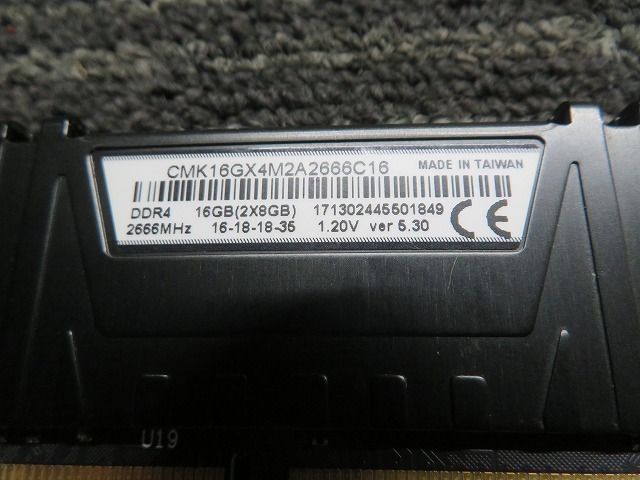 CMK16GX4M2A2666C16
MADE IN TAIWAN
DDR4 16GB(2X8GB) 171302445501849
2666MHz 16-18-18-35 1.20V ver 5.30
CE
U19